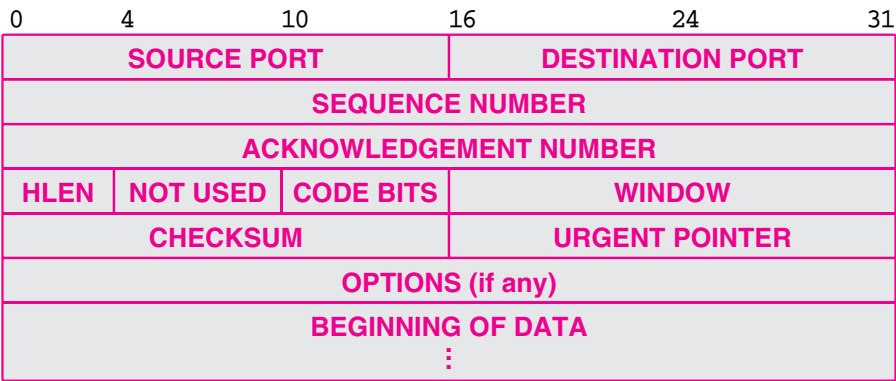 0 4 10 16 24 31
SOURCE PORT DESTINATION PORT
SEQUENCE NUMBER
ACKNOWLEDGEMENT NUMBER
HLEN NOT USED CODE BITS WINDOW
CHECKSUM URGENT POINTER
OPTIONS (if any)
BEGINNING OF DATA
⋮